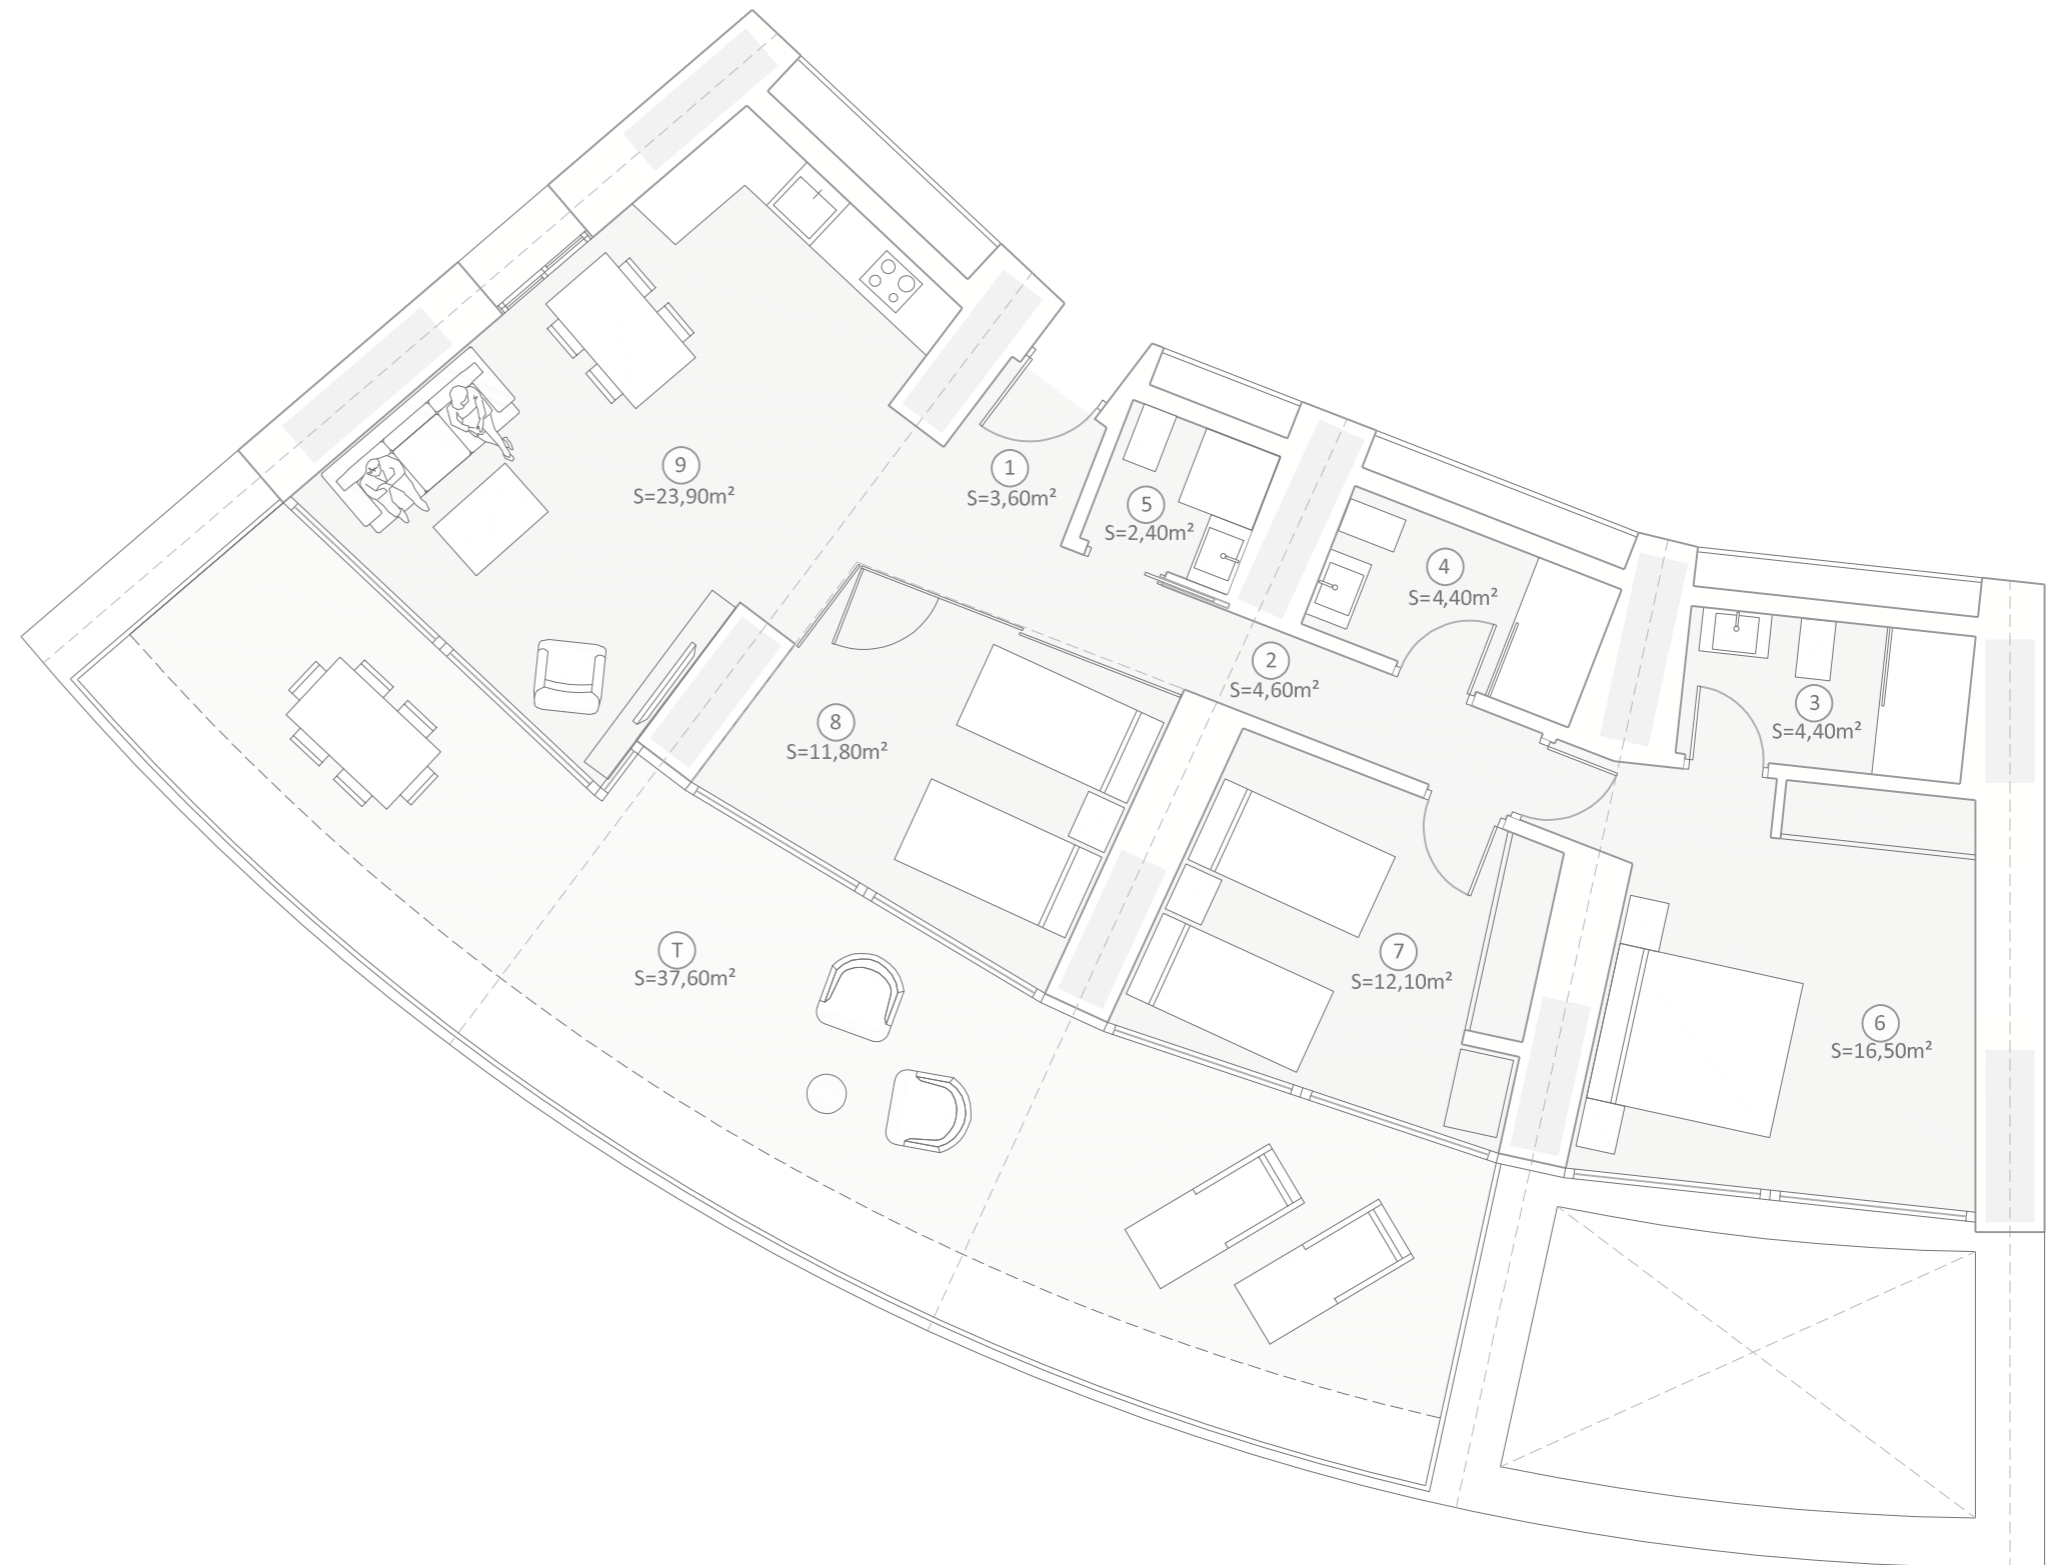 9
S=23,90m²
1
S=3,60m²
5
S=2,40m²
4
S=4,40m²
2
S=4,60m²
3
S=4,40m²
8
S=11,80m²
T
S=37,60m²
7
S=12,10m²
6
S=16,50m²